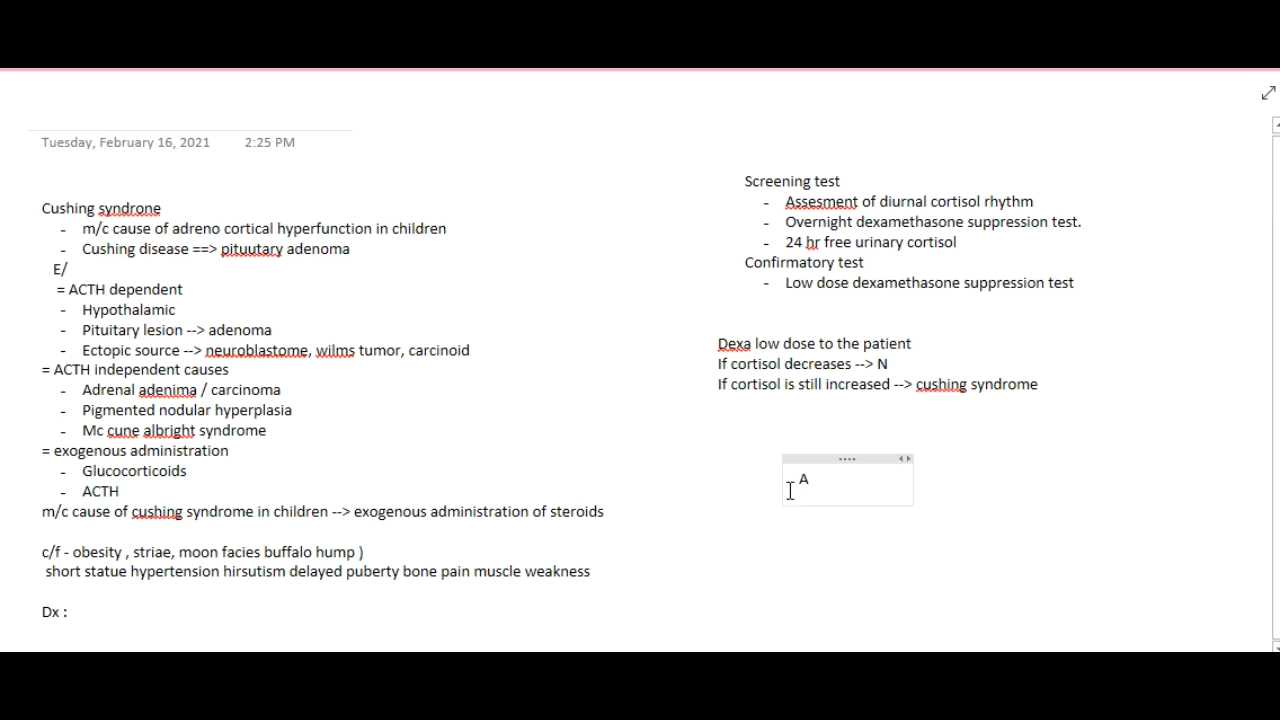 Tuesday, February 16, 2021 2:25 PM
Cushing syndrone
- m/c cause of adreno cortical hyperfunction in children
- Cushing disease ==> pituutary adenoma
E/
= ACTH dependent
- Hypothalamic
- Pituitary lesion --> adenoma
- Ectopic source --> neuroblastome, wilms tumor, carcinoid
= ACTH independent causes
- Adrenal adenima / carcinoma
- Pigmented nodular hyperplasia
- Mc cune albright syndrome
= exogenous administration
- Glucocorticoids
- ACTH
m/c cause of cushing syndrome in children --> exogenous administration of steroids
c/f - obesity , striae, moon facies buffalo hump )
short statue hypertension hirsutism delayed puberty bone pain muscle weakness
Dx :
Screening test
- Assesment of diurnal cortisol rhythm
- Overnight dexamethasone suppression test.
- 24 hr free urinary cortisol
Confirmatory test
- Low dose dexamethasone suppression test
Dexa low dose to the patient
If cortisol decreases --> N
If cortisol is still increased --> cushing syndrome
A